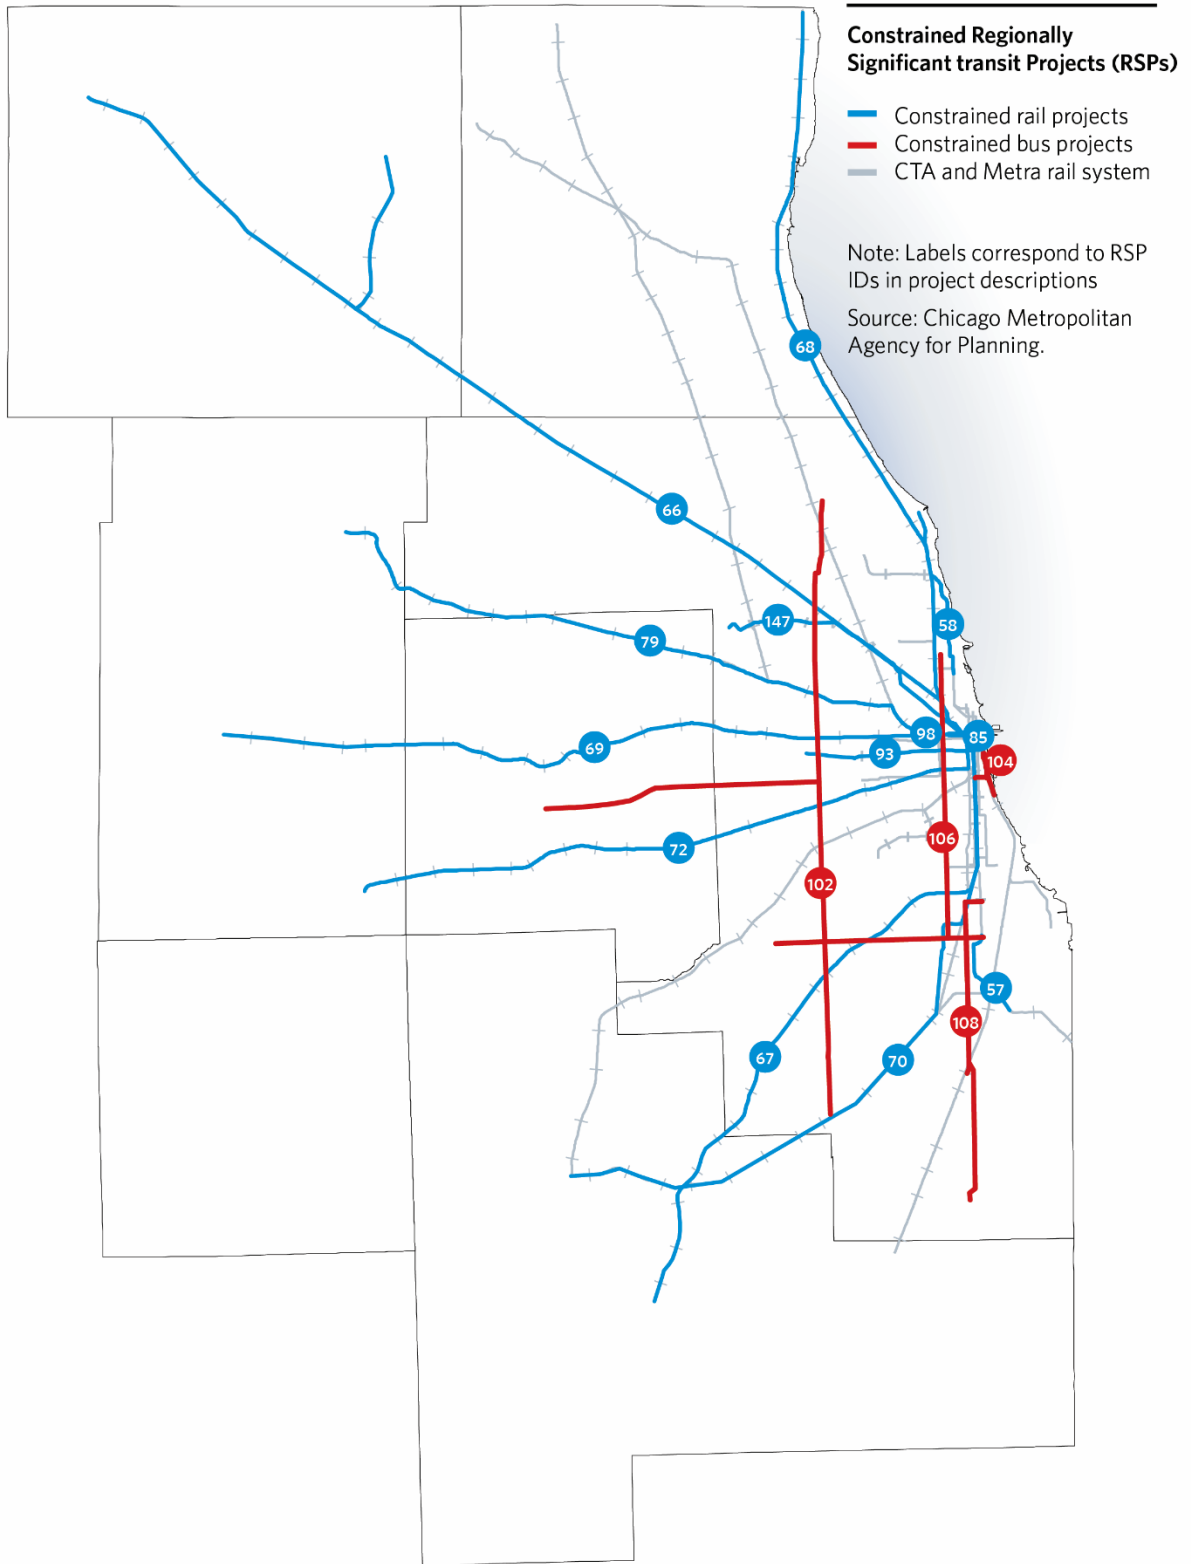 Constrained Regionally
Significant transit Projects (RSPs)
Constrained rail projects
Constrained bus projects
CTA and Metra rail system
Note: Labels correspond to RSP
IDs in project descriptions
Source: Chicago Metropolitan
Agency for Planning.
68
66
147
58
79
98
85
69
93
104
106
72
102
57
108
67
70